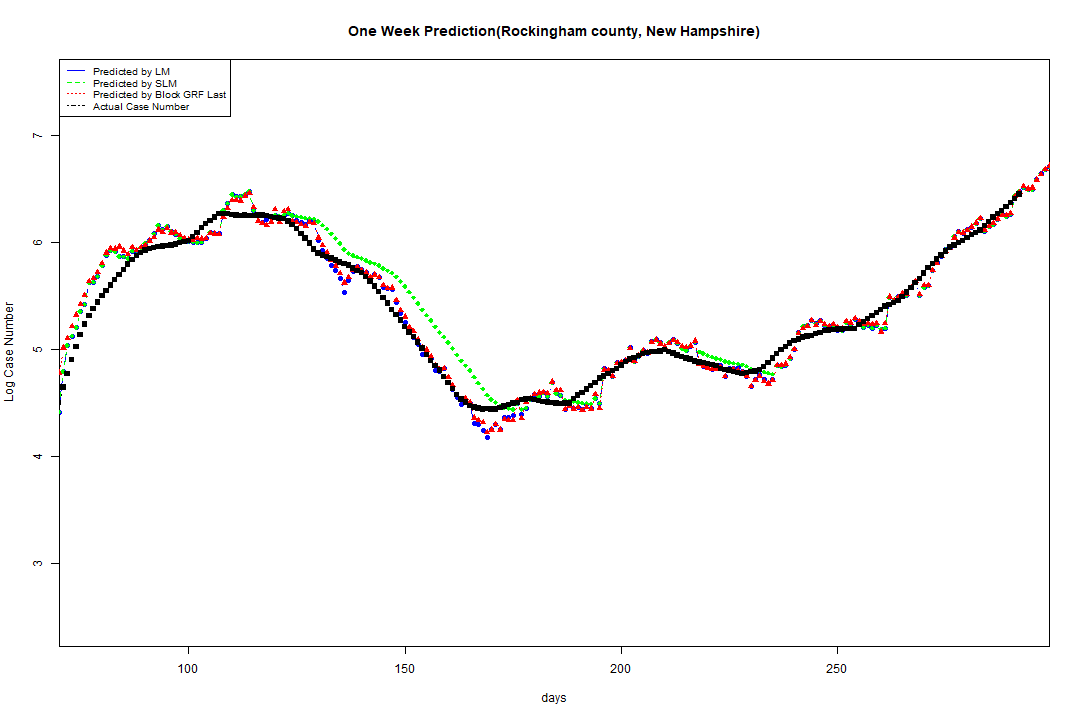 One Week Prediction(Rockingham county, New Hampshire)
Predicted by LM
Predicted by SLM
Predicted by Block GRF Last
Actual Case Number
7
6
5
4
3
Log Case Number
100 150 200 250
days